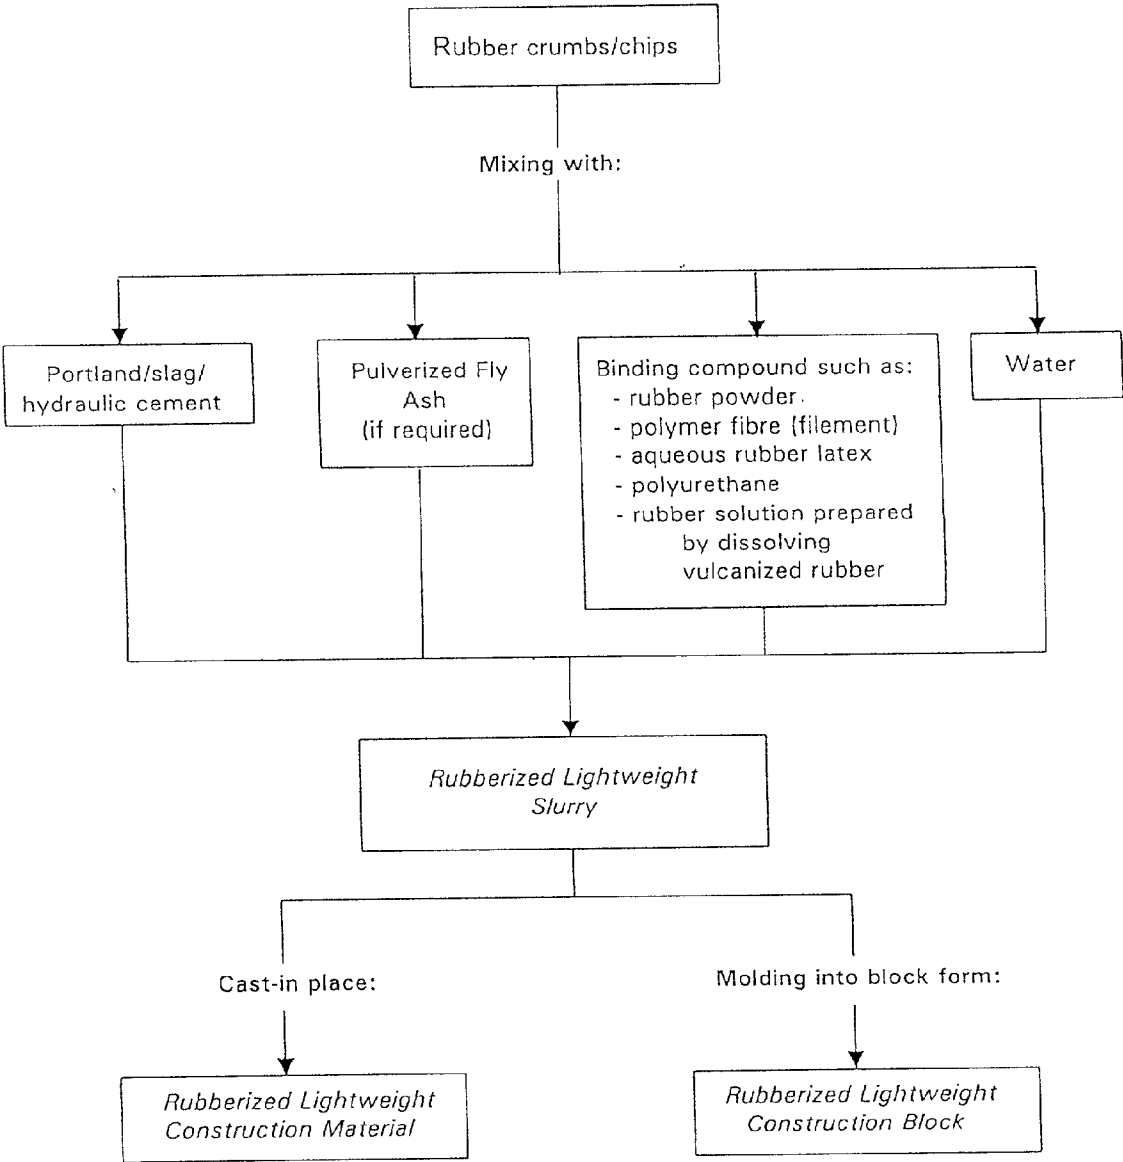 Rubber crumbs/chips
Mixing with:
Portland/slag/
hydraulic cement
Pulverized Fly
Ash
(if required)
Binding compound such as:
- rubber powder.
- polymer fibre (filement)
- aqueous rubber latex
- polyurethane
- rubber solution prepared
by dissolving
vulcanized rubber
Water
Rubberized Lightweight
Slurry
Cast-in place:
Molding into block form:
Rubberized Lightweight
Construction Material
Rubberized Lightweight
Construction Block